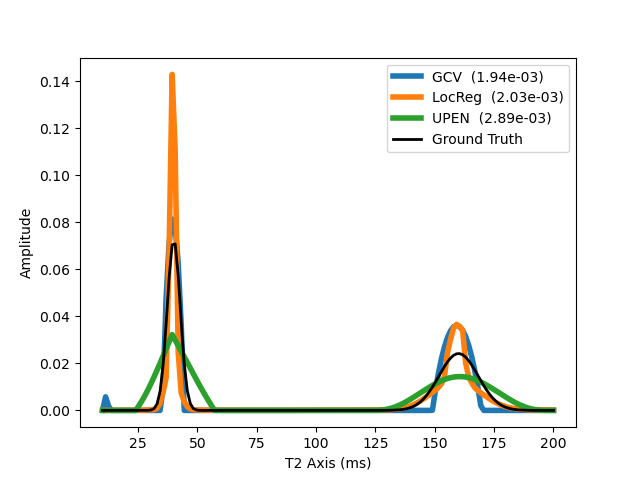 GCV (1.94e-03)
LocReg (2.03e-03)
UPEN (2.89e-03)
Ground Truth
Amplitude
0.14
0.12
0.10
0.08
0.06
0.04
0.02
0.00
25 50 75 100 125 150 175 200
T2 Axis (ms)